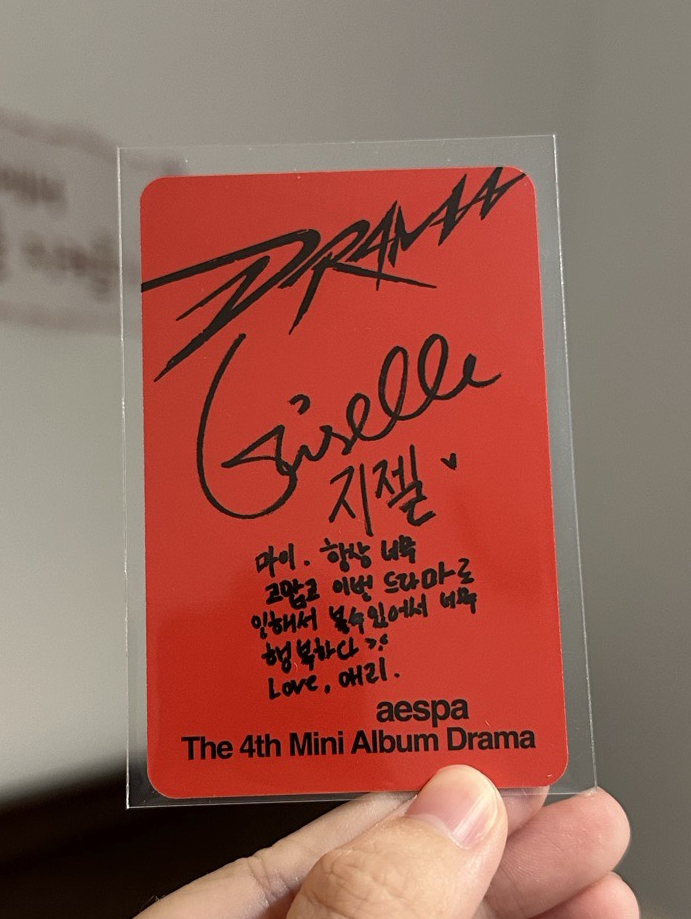 DRAMA
Giselle
지젤
마이. 항상 너무
고맙고 이번 드라마로
인해서 볼수있어서 너무
행복하다
Love, 애리.
aespa
The 4th Mini Album Drama